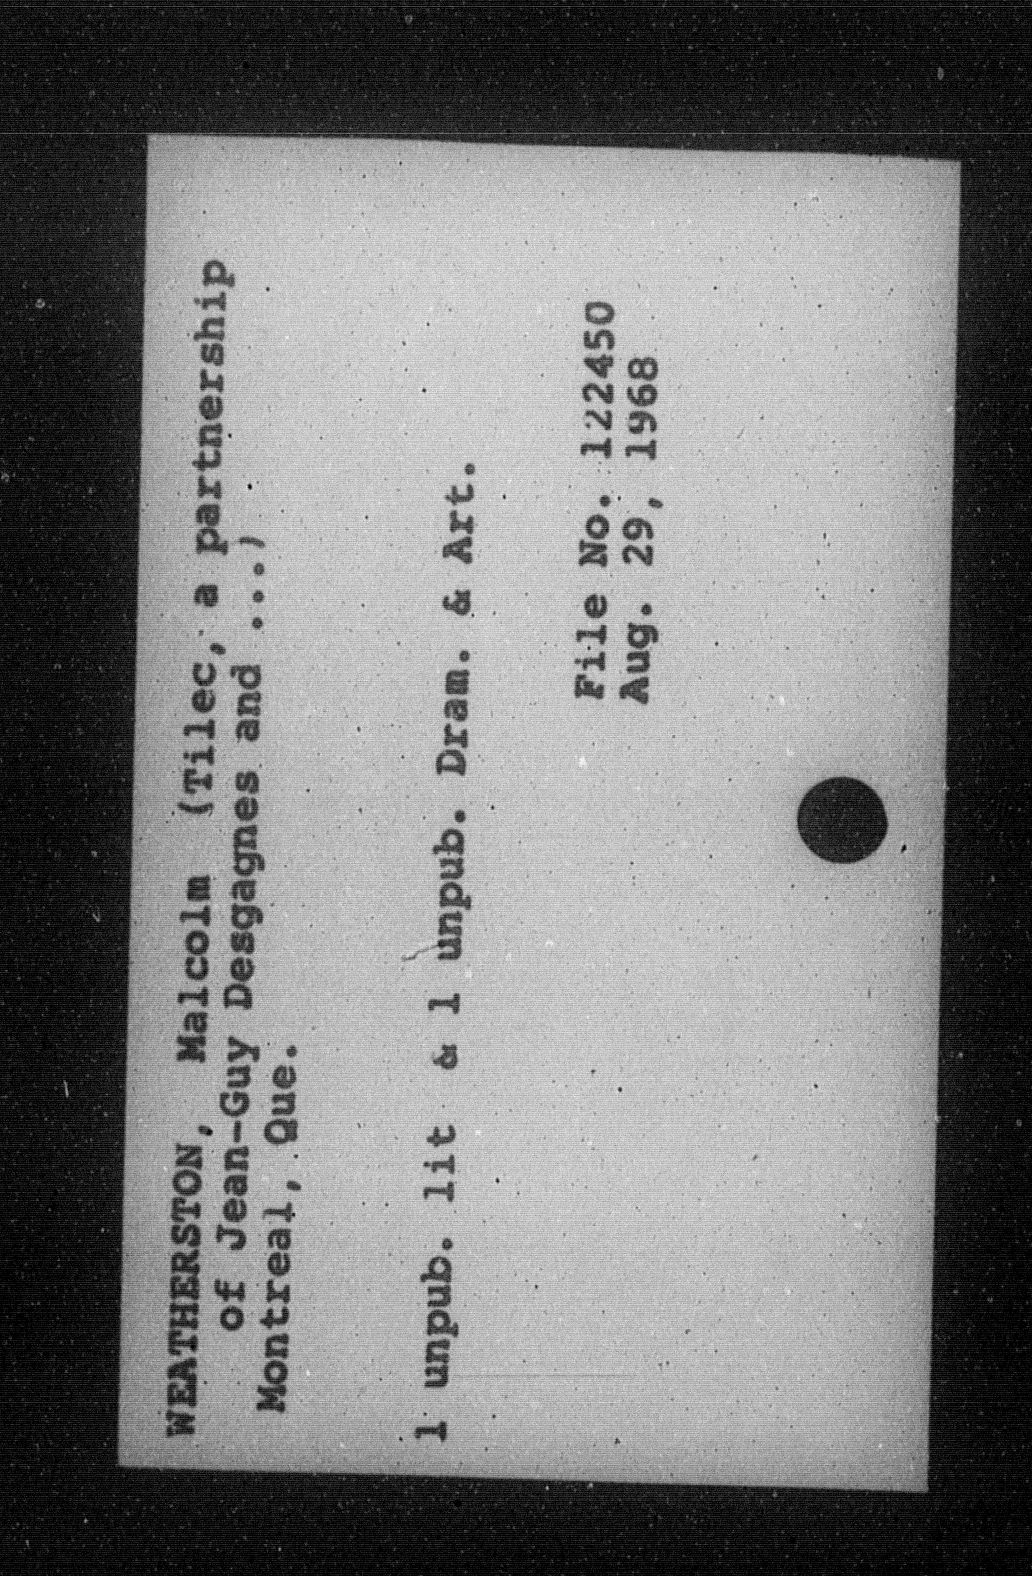 WEATHERSTON, Malcolm (Tilec, a partnership
of Jean-Guy Desgagnes and ...)
Montreal, Que.
1 unpub. lit & 1 unpub. Dram. & Art.
File No. 122450
Aug. 29, 1968